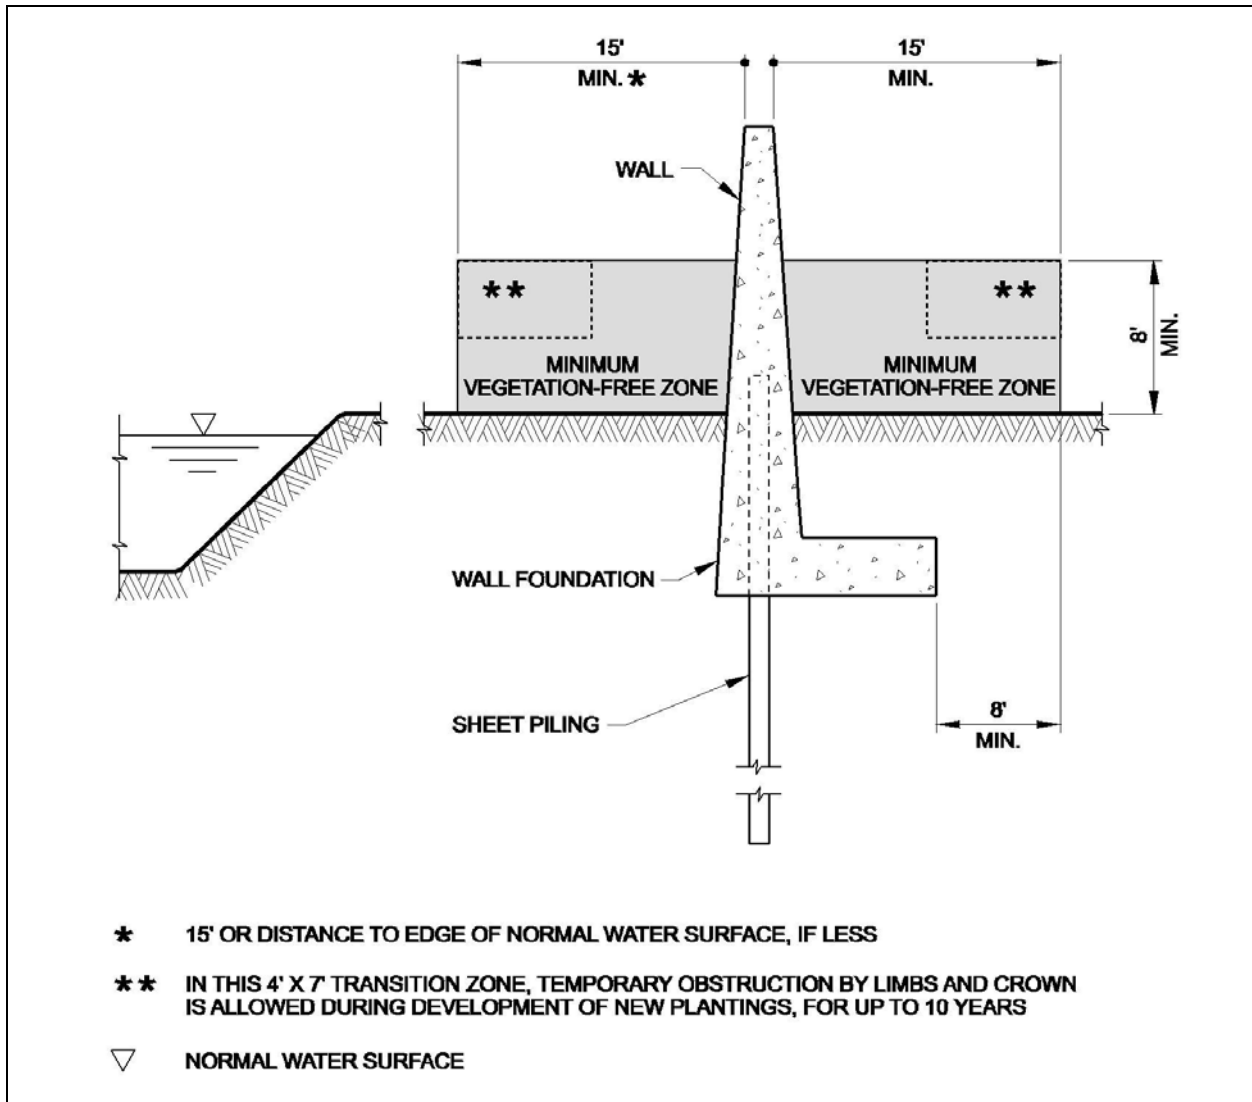 15'
MIN. *
15'
MIN.
WALL
**
**
8'
MIN.
MINIMUM
VEGETATION-FREE ZONE
MINIMUM
VEGETATION-FREE ZONE
WALL FOUNDATION
SHEET PILING
8'
MIN.
* 15' OR DISTANCE TO EDGE OF NORMAL WATER SURFACE, IF LESS
** IN THIS 4' X 7' TRANSITION ZONE, TEMPORARY OBSTRUCTION BY LIMBS AND CROWN
IS ALLOWED DURING DEVELOPMENT OF NEW PLANTINGS, FOR UP TO 10 YEARS
NORMAL WATER SURFACE